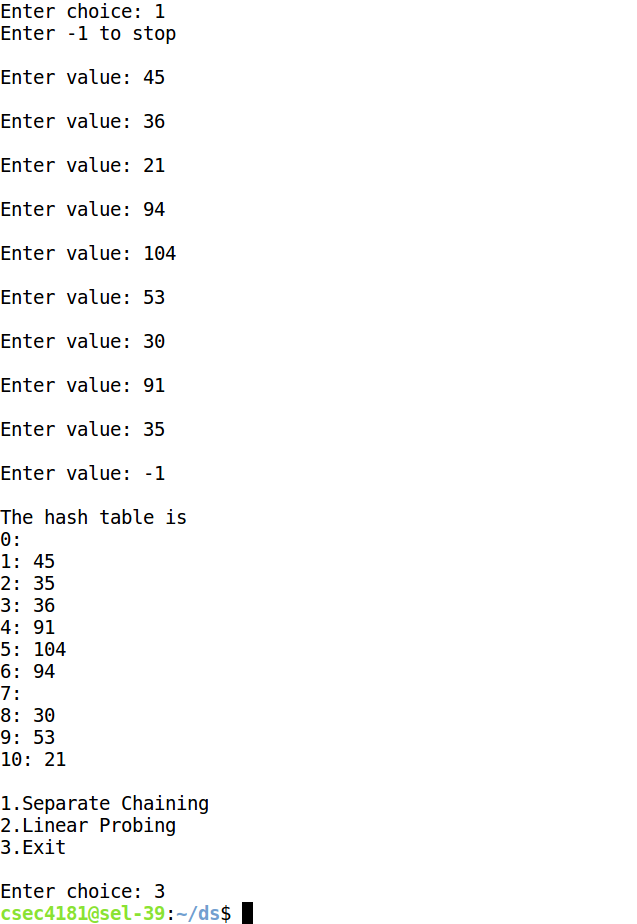 Enter choice: 1
Enter -1 to stop
Enter value: 45
Enter value: 36
Enter value: 21
Enter value: 94
Enter value: 104
Enter value: 53
Enter value: 30
Enter value: 91
Enter value: 35
Enter value: -1
The hash table is
0:
1: 45
2: 35
3: 36
4: 91
5: 104
6: 94
7:
8: 30
9: 53
10: 21
1.Separate Chaining
2.Linear Probing
3.Exit
Enter choice: 3
csec4181@sel-39:~/ds$